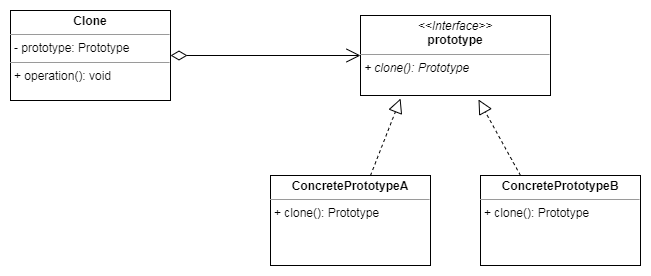 Clone
- prototype: Prototype
+ operation(): void
<<Interface>>
prototype
+ clone(): Prototype
ConcretePrototypeA
+ clone(): Prototype
ConcretePrototypeB
+ clone(): Prototype